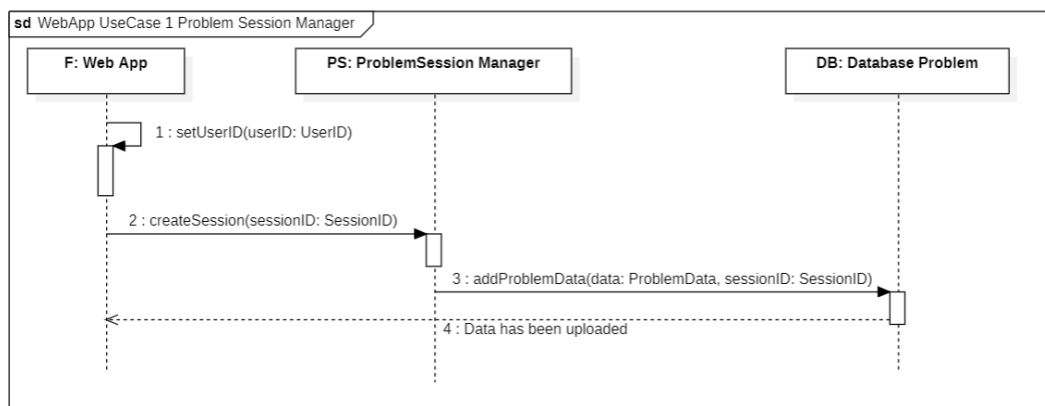 sd WebApp UseCase 1 Problem Session Manager
F: Web App
PS: ProblemSession Manager
DB: Database Problem
1 : setUserID(userID: UserID)
2 : createSession(sessionID: SessionID)
3 : addProblemData(data: ProblemData, sessionID: SessionID)
4 : Data has been uploaded